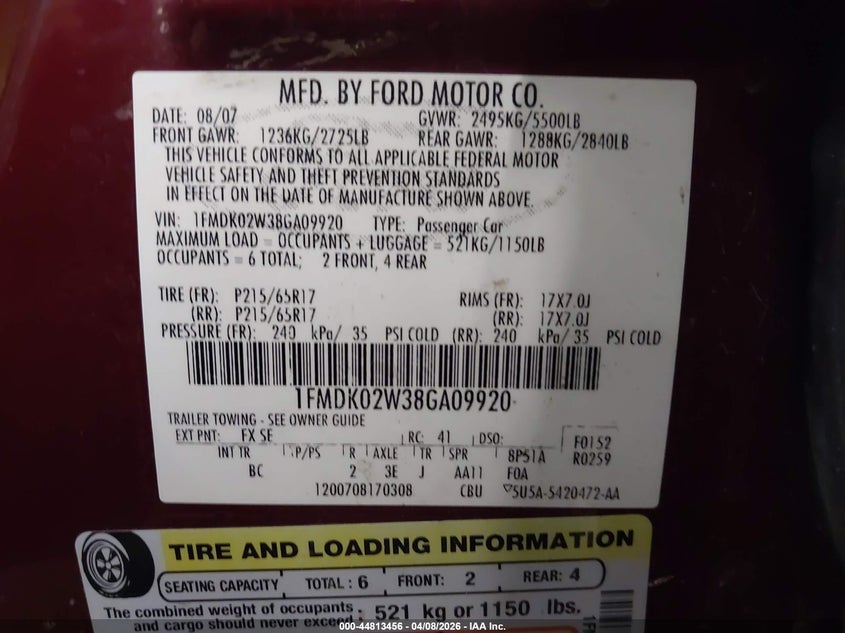 MFD. BY FORD MOTOR CO.
DATE: 08/07 GVWR: 2495KG/5500LB
FRONT GAWR: 1236KG/2725LB REAR GAWR: 1288KG/2840LB
THIS VEHICLE CONFORMS TO ALL APPLICABLE FEDERAL MOTOR
VEHICLE SAFETY AND THEFT PREVENTION STANDARDS
IN EFFECT ON THE DATE OF MANUFACTURE SHOWN ABOVE.
VIN: 1FMDK02W38GA09920 TYPE: Passenger Car
MAXIMUM LOAD = OCCUPANTS + LUGGAGE = 521KG/1150LB
OCCUPANTS = 6 TOTAL; 2 FRONT, 4 REAR
TIRE (FR): P215/65R17 RIMS (FR): 17X7.0J
(RR): P215/65R17 (RR): 17X7.0J
PRESSURE (FR): 240 kPa/ 35 PSI COLD (RR): 240 kPa/ 35 PSI COLD
1FMDK02W38GA09920
TRAILER TOWING - SEE OWNER GUIDE
EXT PNT: FX SE RC: 41 DSO: F0152
INT TR TP/PS R AXLE TR SPR 8P51A R0259
BC 2 3E J AA11 F0A
1200708170308 CBU 5U5A-5420472-AA
TIRE AND LOADING INFORMATION
SEATING CAPACITY TOTAL: 6 FRONT: 2 REAR: 4
The combined weight of occupants
and cargo should never exceed: 521 kg or 1150 lbs.
000-44813456 - 04/08/2026 - IAA Inc.